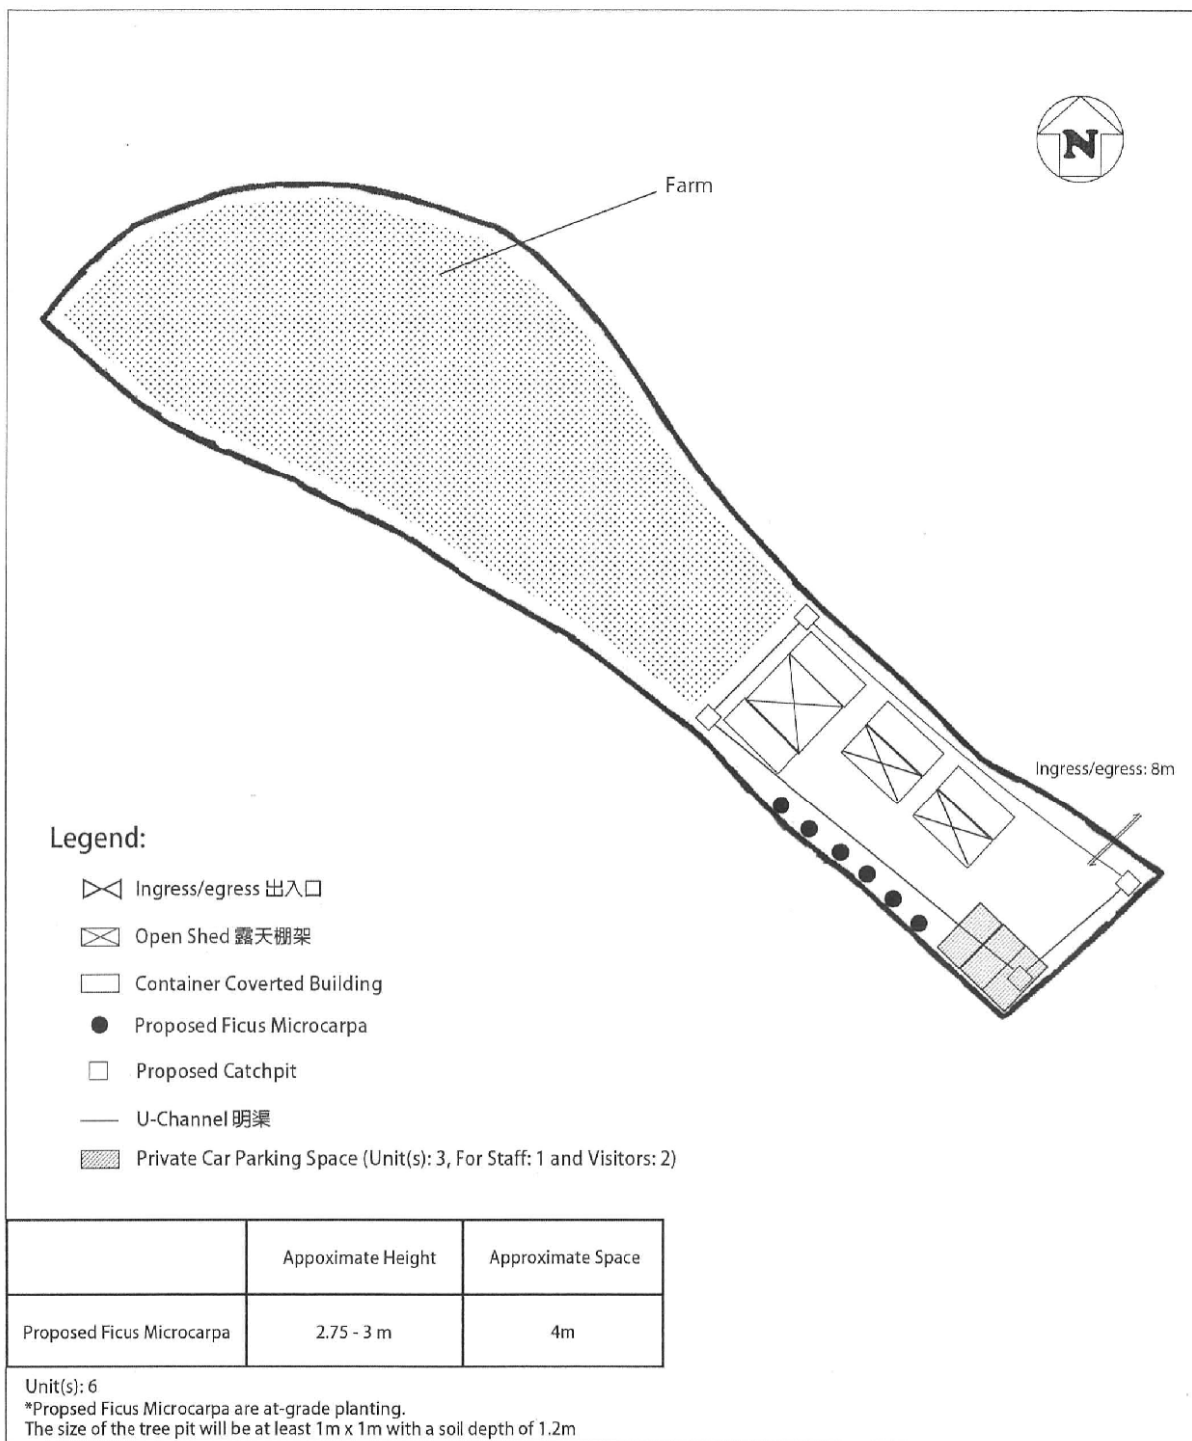 N
Farm
Ingress/egress: 8m
Legend:
Ingress/egress 出入口
Open Shed 露天棚架
Container Coverted Building
Proposed Ficus Microcarpa
Proposed Catchpit
U-Channel 明渠
Private Car Parking Space (Unit(s): 3, For Staff: 1 and Visitors: 2)
Appoximate Height Approximate Space
Proposed Ficus Microcarpa 2.75 - 3 m 4m
Unit(s): 6
*Propsed Ficus Microcarpa are at-grade planting.
The size of the tree pit will be at least 1m x 1m with a soil depth of 1.2m